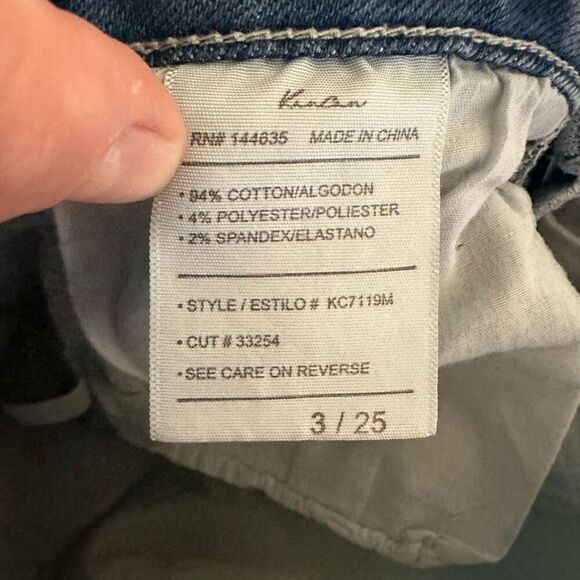 KanCan
RN# 144635 MADE IN CHINA
• 94% COTTON/ALGODON
• 4% POLYESTER/POLIESTER
• 2% SPANDEX/ELASTANO
• STYLE / ESTILO # KC7119M
• CUT # 33254
• SEE CARE ON REVERSE
3 / 25